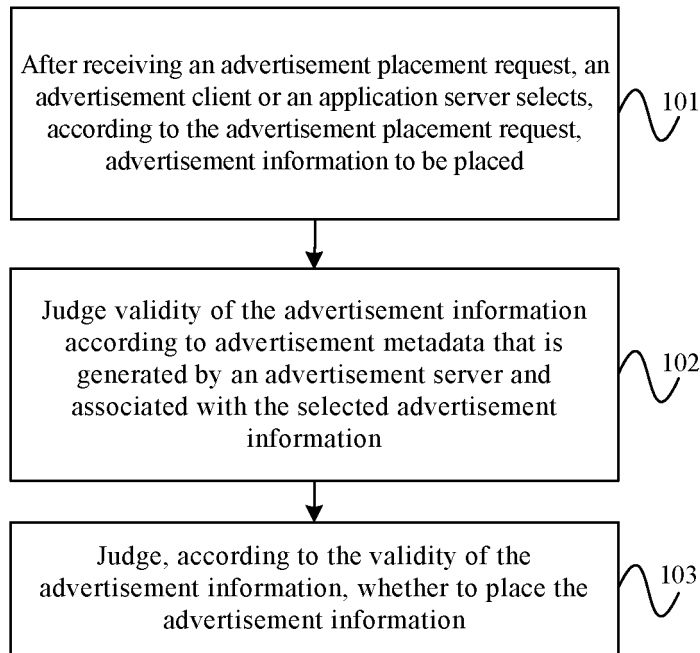 After receiving an advertisement placement request, an
advertisement client or an application server selects,
according to the advertisement placement request,
advertisement information to be placed
101
Judge validity of the advertisement information
according to advertisement metadata that is
generated by an advertisement server and
associated with the selected advertisement
information
102
Judge, according to the validity of the
advertisement information, whether to place the
advertisement information
103